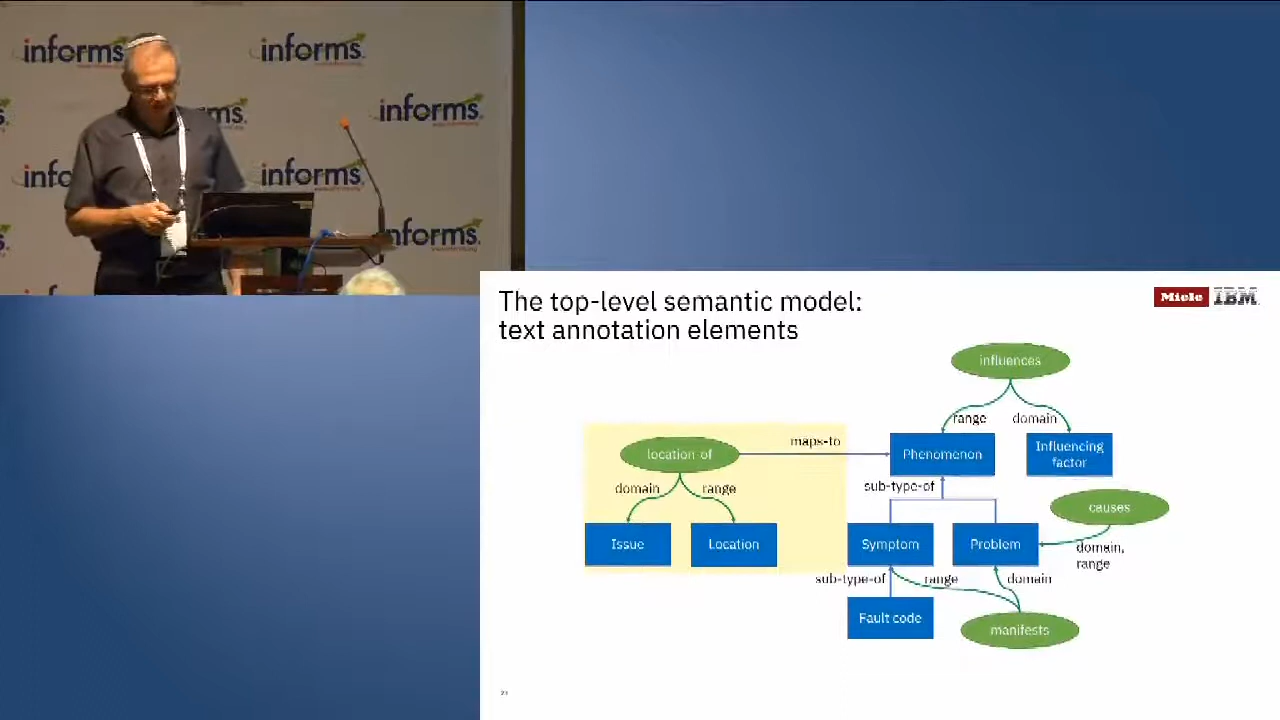 informs
informs
informs
ms.
info
informs
informs.
The top-level semantic model:
text annotation elements
Miele IBM
influences
range domain
location of
maps-to
Phenomenon
Influencing
factor
domain range
sub-type-of
causes
Issue
Location
Symptom
Problem
domain,
range
sub-type-of
range
domain
Fault code
manifests